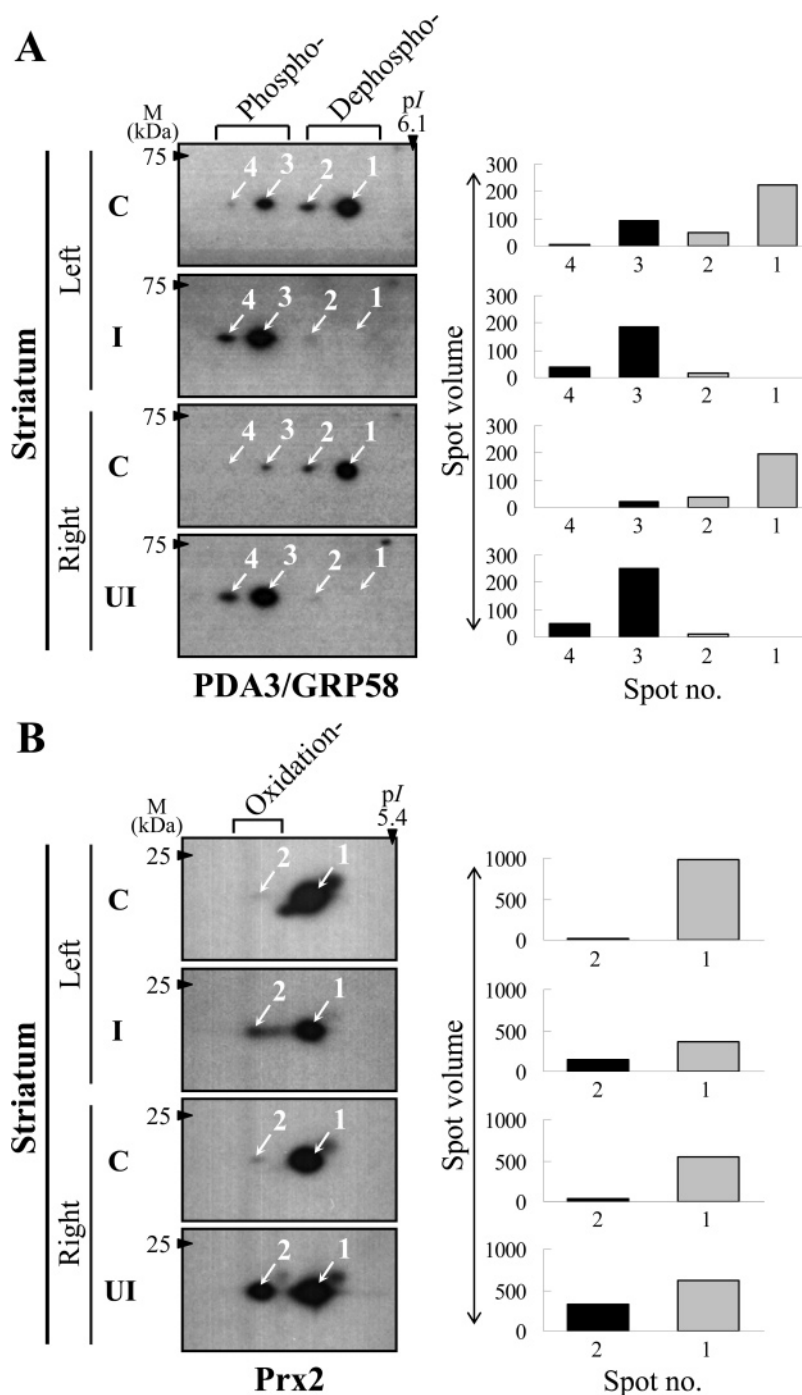 A
Phospho-
Dephospho-
M
(kDa)
pI
6.1
Striatum
Left
Right
75
4 3 2 1
C
300
200
100
0
4 3 2 1
75
4 3 2 1
I
300
200
100
0
4 3 2 1
75
4 3 2 1
C
300
200
100
0
4 3 2 1
75
4 3 2 1
UI
300
200
100
0
4 3 2 1
Spot volume
PDA3/GRP58
Spot no.
B
Oxidation-
M
(kDa)
pI
5.4
Striatum
Left
Right
25
2 1
C
1000
500
0
2 1
25
2 1
I
1000
500
0
2 1
25
2 1
C
1000
500
0
2 1
25
2 1
UI
1000
500
0
2 1
Spot volume
Prx2
Spot no.